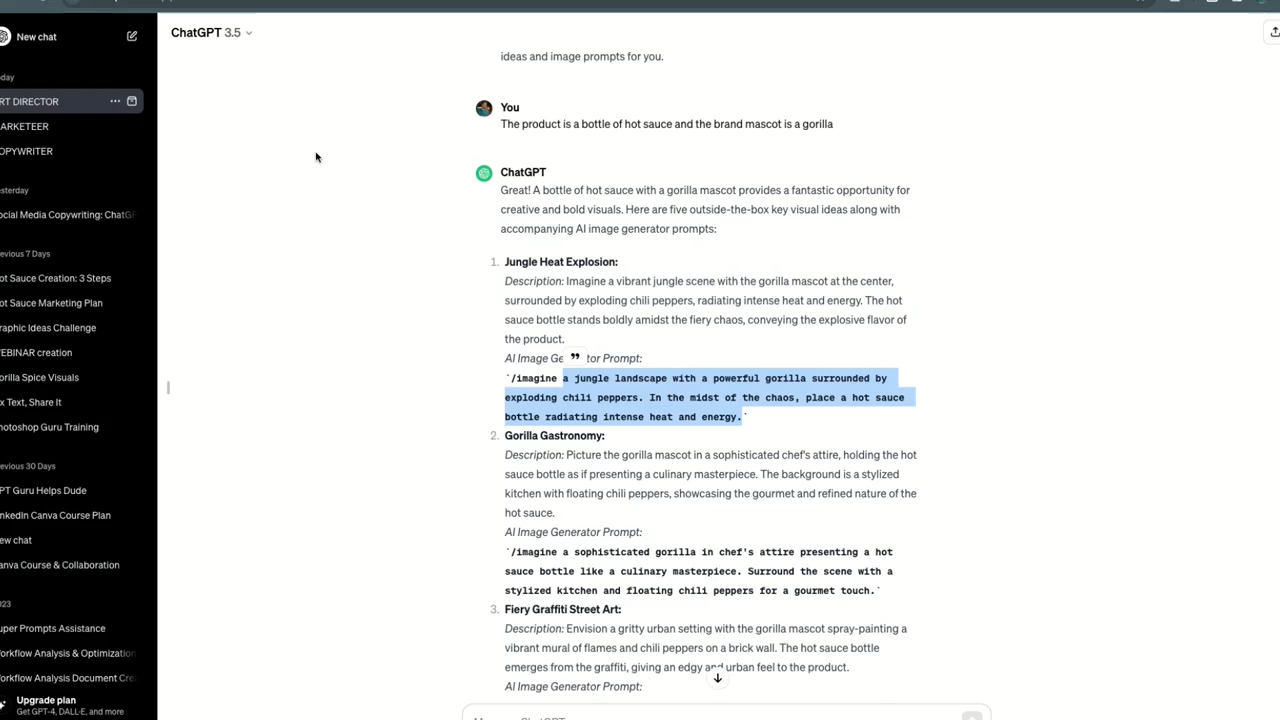 New chat
day
RT DIRECTOR
ARKETEER
OPYWRITER
sterday
ocial Media Copywriting: ChatGP
evious 7 Days
ot Sauce Creation: 3 Steps
ot Sauce Marketing Plan
raphic Ideas Challenge
EBINAR creation
orilla Spice Visuals
x Text, Share It
hotoshop Guru Training
evious 30 Days
PT Guru Helps Dude
nkedIn Canva Course Plan
ew chat
anva Course & Collaboration
023
uper Prompts Assistance
orkflow Analysis & Optimization
orkflow Analysis Document Cre
Upgrade plan
Get GPT-4, DALL·E, and more
ChatGPT 3.5
ideas and image prompts for you.
You
The product is a bottle of hot sauce and the brand mascot is a gorilla
ChatGPT
Great! A bottle of hot sauce with a gorilla mascot provides a fantastic opportunity for
creative and bold visuals. Here are five outside-the-box key visual ideas along with
accompanying AI image generator prompts:
1. Jungle Heat Explosion:
Description: Imagine a vibrant jungle scene with the gorilla mascot at the center,
surrounded by exploding chili peppers, radiating intense heat and energy. The hot
sauce bottle stands boldly amidst the fiery chaos, conveying the explosive flavor of
the product.
AI Image Ge tor Prompt:
`/imagine a jungle landscape with a powerful gorilla surrounded by
exploding chili peppers. In the midst of the chaos, place a hot sauce
bottle radiating intense heat and energy.`
2. Gorilla Gastronomy:
Description: Picture the gorilla mascot in a sophisticated chef's attire, holding the hot
sauce bottle as if presenting a culinary masterpiece. The background is a stylized
kitchen with floating chili peppers, showcasing the gourmet and refined nature of the
hot sauce.
AI Image Generator Prompt:
`/imagine a sophisticated gorilla in chef's attire presenting a hot
sauce bottle like a culinary masterpiece. Surround the scene with a
stylized kitchen and floating chili peppers for a gourmet touch.`
3. Fiery Graffiti Street Art:
Description: Envision a gritty urban setting with the gorilla mascot spray-painting a
vibrant mural of flames and chili peppers on a brick wall. The hot sauce bottle
emerges from the graffiti, giving an edgy and urban feel to the product.
AI Image Generator Prompt: